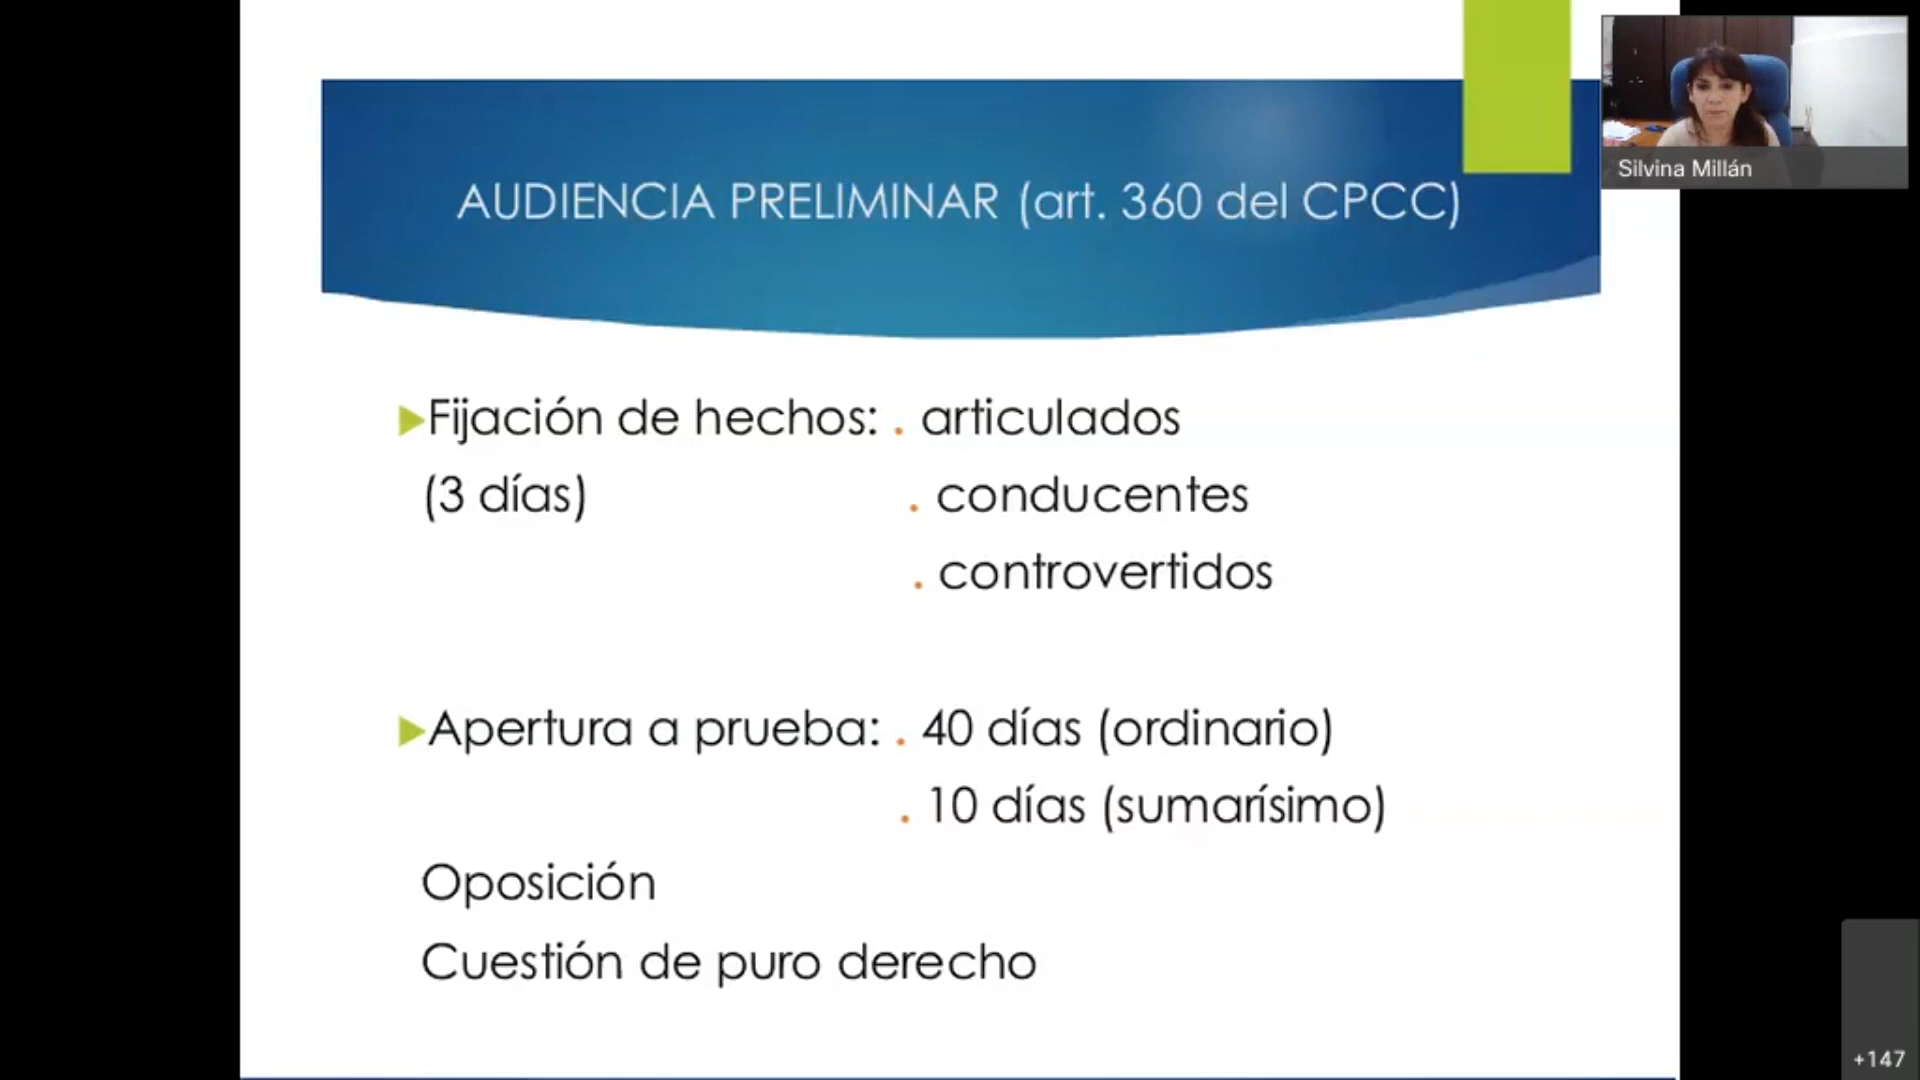 Silvina Millán
AUDIENCIA PRELIMINAR (art. 360 del CPCC)
Fijación de hechos: . articulados
(3 días) . conducentes
. controvertidos
Apertura a prueba: . 40 días (ordinario)
. 10 días (sumarísimo)
Oposición
Cuestión de puro derecho
+147